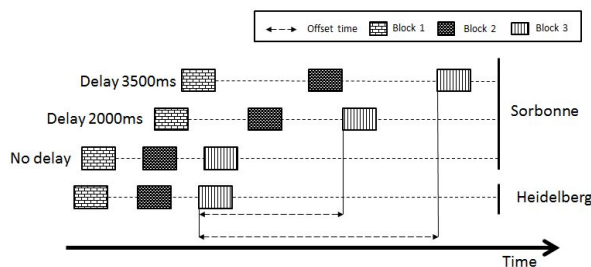 Offset time Block 1 Block 2 Block 3
Delay 3500ms
Delay 2000ms
Sorbonne
No delay
Heidelberg
Time